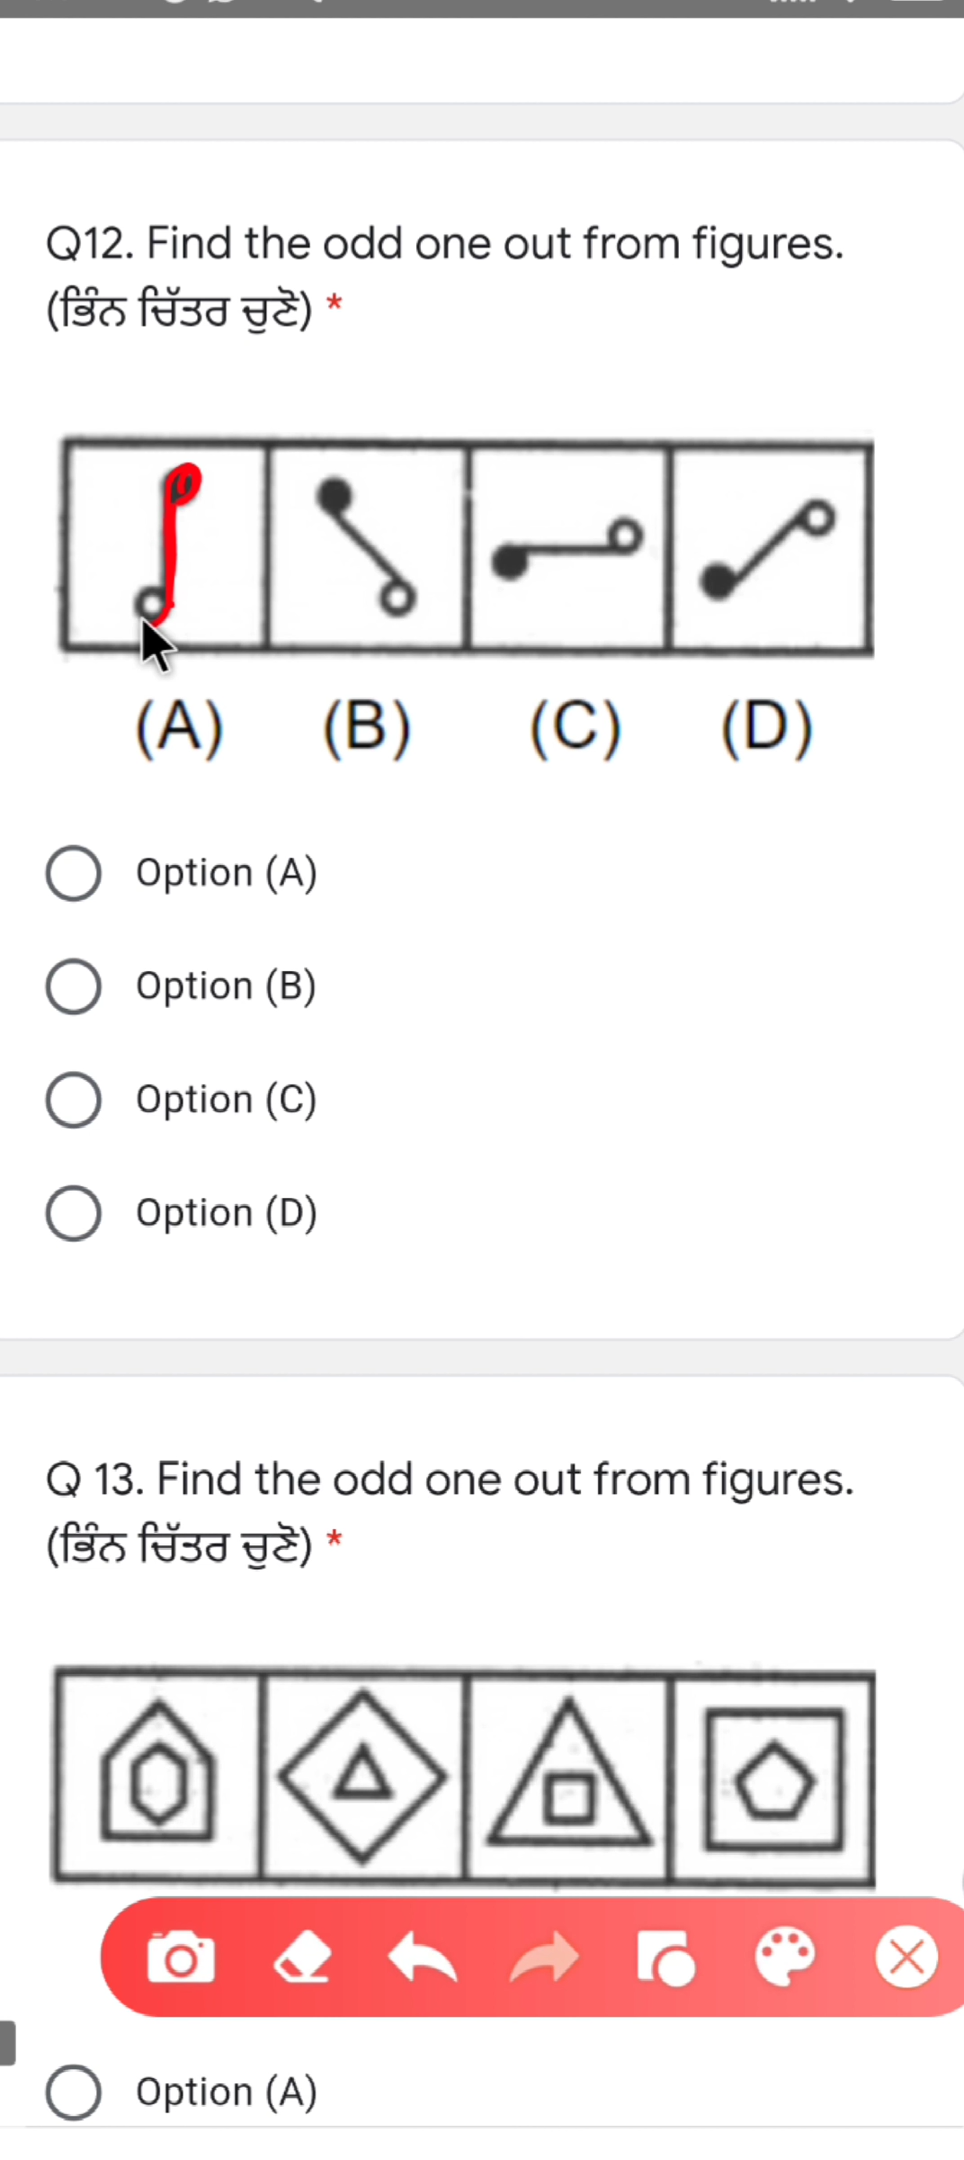 Q12. Find the odd one out from figures.
(ਭਿੰਨ ਚਿੱਤਰ ਚੁਣੋ) *
(A) (B) (C) (D)
Option (A)
Option (B)
Option (C)
Option (D)
Q 13. Find the odd one out from figures.
(ਭਿੰਨ ਚਿੱਤਰ ਚੁਣੋ) *
Option (A)